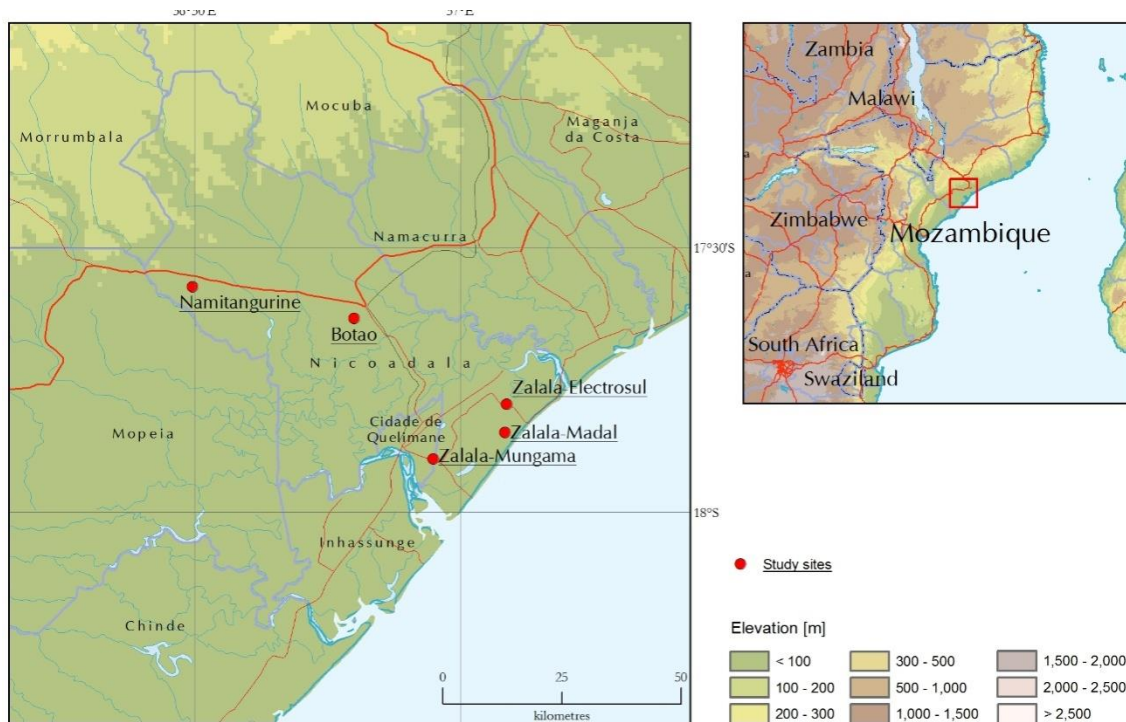 37°E
Morrumbala
Mocuba
Maganja
da Costa
Namacurra
17°30'S
Namitangurine
Botao
Nicoadala
Zalala-Electrosul
Mopeia
Cidade de
Quelimane
Zalala-Madal
Zalala-Mungama
18°S
Inhassunge
Chinde
0 25 50
kilometres
Zambia
Malawi
Zimbabwe
Mozambique
South Africa
Swaziland
Study sites
Elevation [m]
< 100
100 - 200
200 - 300
300 - 500
500 - 1,000
1,000 - 1,500
1,500 - 2,000
2,000 - 2,500
> 2,500